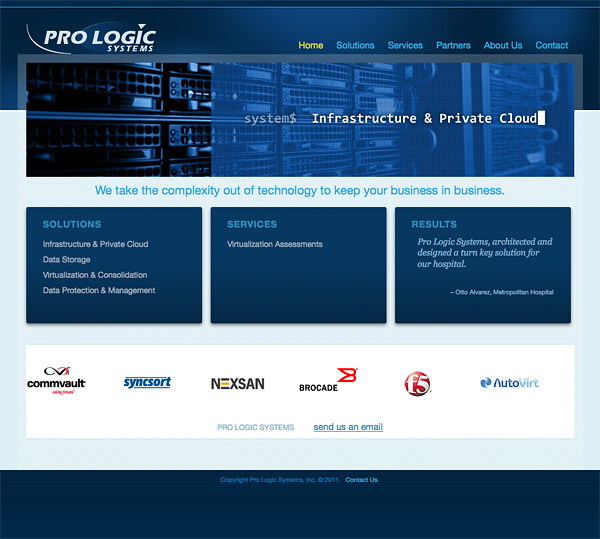 PRO LOGIC
SYSTEMS
Home Solutions Services Partners About Us Contact
system$ Infrastructure & Private Cloud
We take the complexity out of technology to keep your business in business.
SOLUTIONS
Infrastructure & Private Cloud
Data Storage
Virtualization & Consolidation
Data Protection & Management
SERVICES
Virtualization Assessments
RESULTS
Pro Logic Systems, architected and
designed a turn key solution for
our hospital.
– Otto Alvarez, Metropolitan Hospital
commvault
solving forward
syncsort
NEXSAN
BROCADE
f5
AutoVirt
PRO LOGIC SYSTEMS send us an email
Copyright Pro Logic Systems, Inc. © 2011. Contact Us